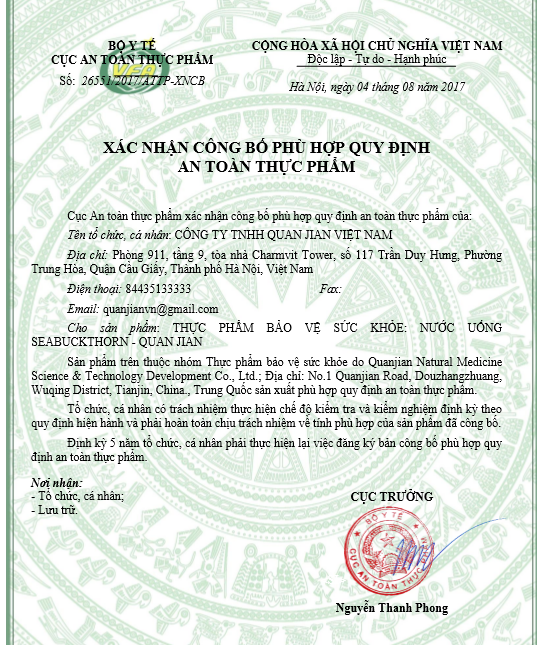 BỘ Y TẾ
CỤC AN TOÀN THỰC PHẨM
VFA
Số: 26551/2017/ATTP-XNCB
CỘNG HÒA XÃ HỘI CHỦ NGHĨA VIỆT NAM
Độc lập - Tự do - Hạnh phúc
Hà Nội, ngày 04 tháng 08 năm 2017
XÁC NHẬN CÔNG BỐ PHÙ HỢP QUY ĐỊNH
AN TOÀN THỰC PHẨM
Cục An toàn thực phẩm xác nhận công bố phù hợp quy định an toàn thực phẩm của:
Tên tổ chức, cá nhân: CÔNG TY TNHH QUAN JIAN VIỆT NAM
Địa chỉ: Phòng 911, tầng 9, tòa nhà Charmvit Tower, số 117 Trần Duy Hưng, Phường
Trung Hòa, Quận Cầu Giấy, Thành phố Hà Nội, Việt Nam
Điện thoại: 84435133333 Fax:
Email: quanjianvn@gmail.com
Cho sản phẩm: THỰC PHẨM BẢO VỆ SỨC KHỎE: NƯỚC UỐNG
SEABUCKTHORN - QUAN JIAN
Sản phẩm trên thuộc nhóm Thực phẩm bảo vệ sức khỏe do Quanjian Natural Medicine
Science & Technology Development Co., Ltd.; Địa chỉ: No.1 Quanjian Road, Douzhangzhuang,
Wuqing District, Tianjin, China., Trung Quốc sản xuất phù hợp quy định an toàn thực phẩm.
Tổ chức, cá nhân có trách nhiệm thực hiện chế độ kiểm tra và kiểm nghiệm định kỳ theo
quy định hiện hành và phải hoàn toàn chịu trách nhiệm về tính phù hợp của sản phẩm đã công bố.
Định kỳ 5 năm tổ chức, cá nhân phải thực hiện lại việc đăng ký bản công bố phù hợp quy
định an toàn thực phẩm.
Nơi nhận:
- Tổ chức, cá nhân;
- Lưu trữ.
CỤC TRƯỞNG
BỘ Y TẾ
CỤC AN TOÀN THỰC PHẨM
Nguyễn Thanh Phong